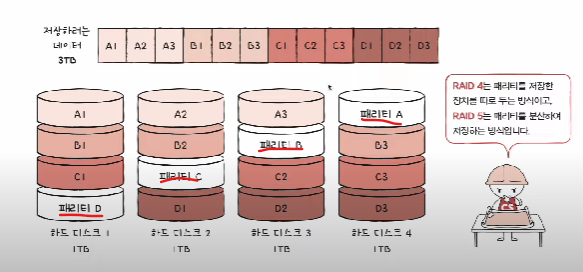 저장하려는
데이터
3TB
A1 A2 A3 B1 B2 B3 C1 C2 C3 D1 D2 D3
A1 A2 A3 패리티 A
B1 B2 패리티 B B3
C1 패리티 C C2 C3
패리티 D D1 D2 D3
하드 디스크 1 하드 디스크 2 하드 디스크 3 하드 디스크 4
1TB 1TB 1TB 1TB
RAID 4는 패리티를 저장한
장치를 따로 두는 방식이고,
RAID 5는 패리티를 분산하여
저장하는 방식입니다.